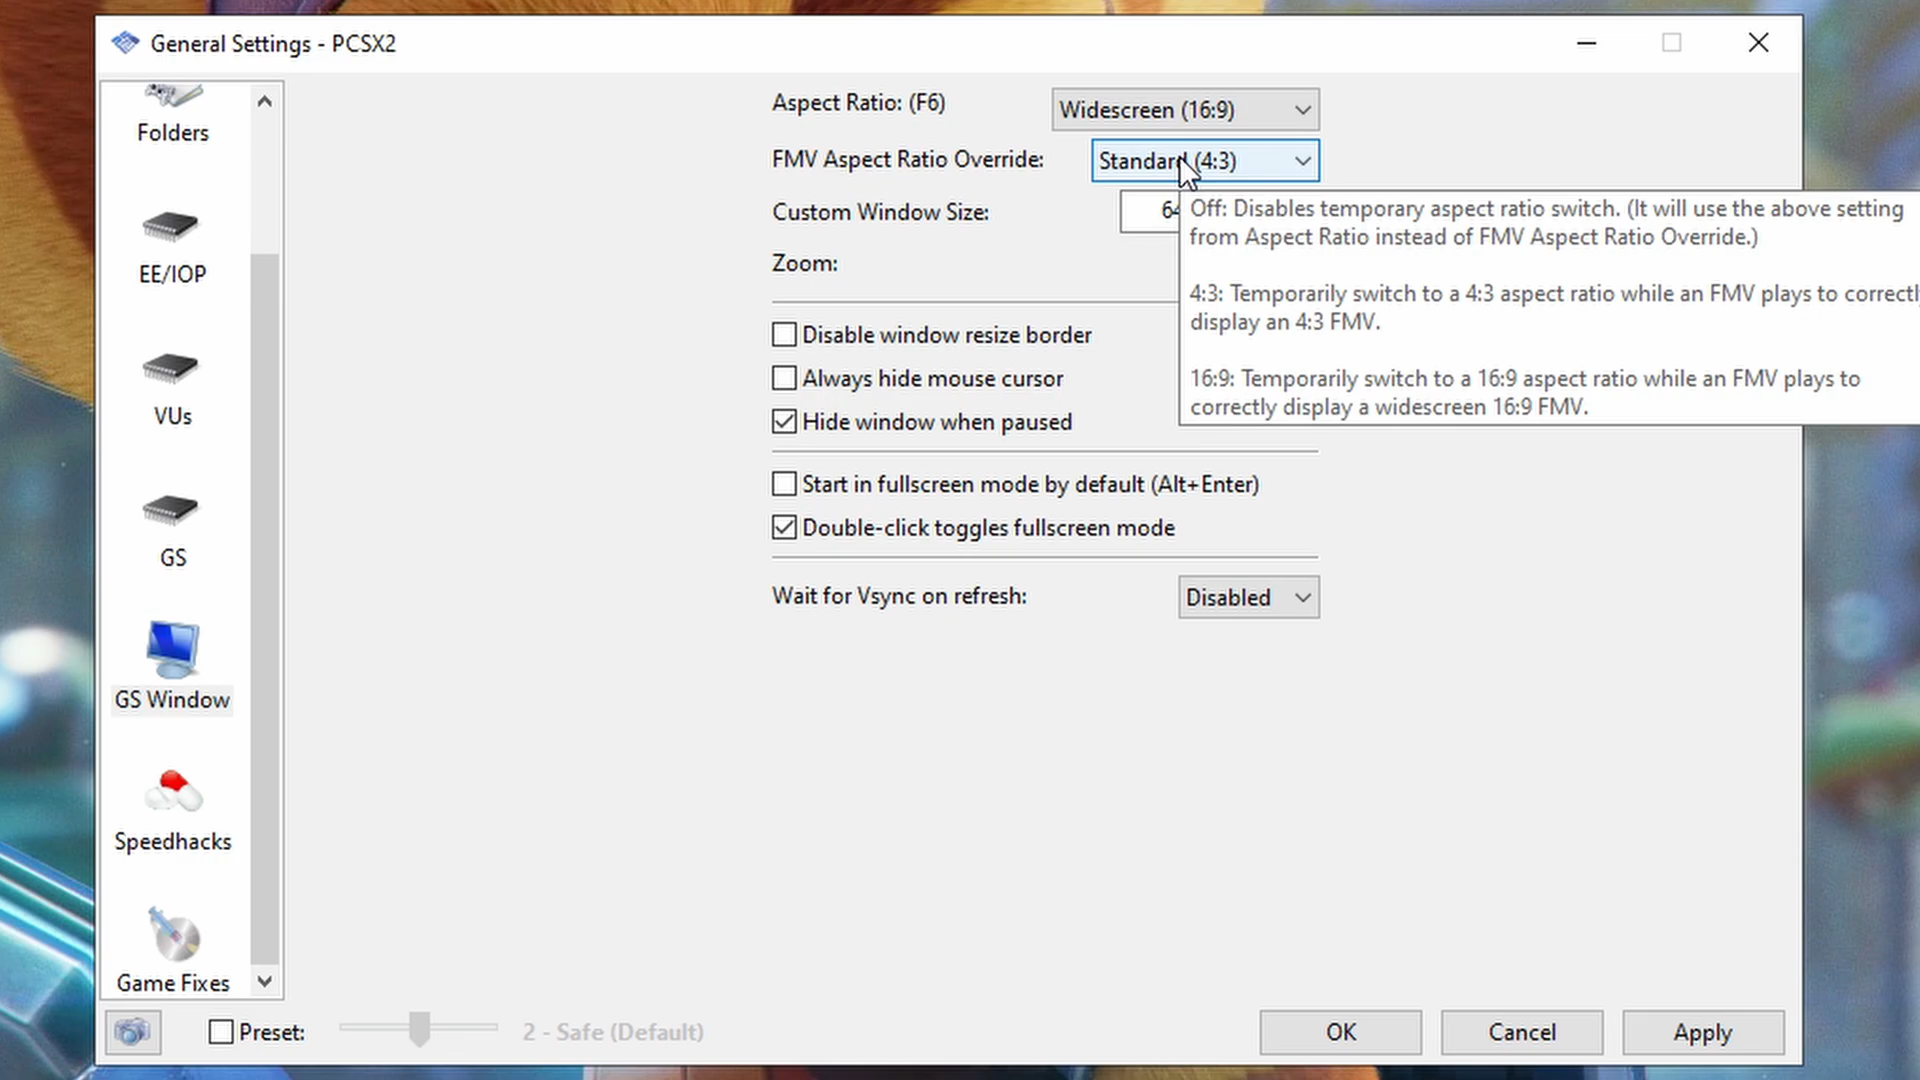 General Settings - PCSX2
Folders
EE/IOP
VUs
GS
GS Window
Speedhacks
Game Fixes
Aspect Ratio: (F6)
Widescreen (16:9)
FMV Aspect Ratio Override:
Standard (4:3)
Custom Window Size:
64
Zoom:
Off: Disables temporary aspect ratio switch. (It will use the above setting
from Aspect Ratio instead of FMV Aspect Ratio Override.)
4:3: Temporarily switch to a 4:3 aspect ratio while an FMV plays to correctly
display an 4:3 FMV.
16:9: Temporarily switch to a 16:9 aspect ratio while an FMV plays to
correctly display a widescreen 16:9 FMV.
Disable window resize border
Always hide mouse cursor
Hide window when paused
Start in fullscreen mode by default (Alt+Enter)
Double-click toggles fullscreen mode
Wait for Vsync on refresh:
Disabled
Preset:
2 - Safe (Default)
OK
Cancel
Apply